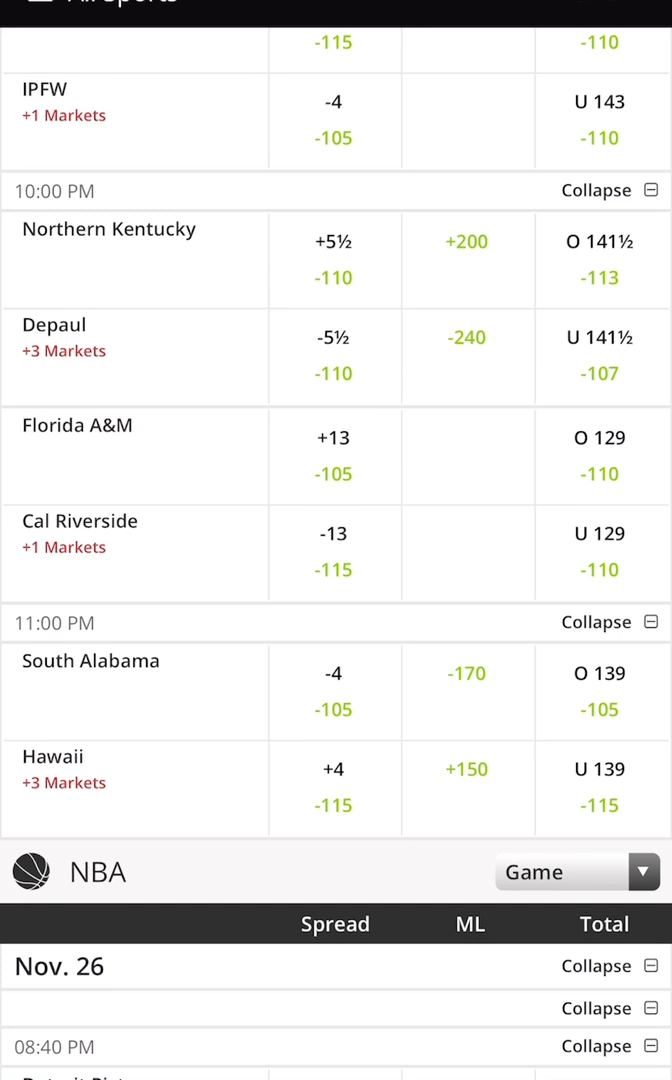 -115 -110
IPFW
+1 Markets
-4 U 143
-105 -110
10:00 PM Collapse
Northern Kentucky
+5½ +200 O 141½
-110 -113
Depaul
+3 Markets
-5½ -240 U 141½
-110 -107
Florida A&M
+13 O 129
-105 -110
Cal Riverside
+1 Markets
-13 U 129
-115 -110
11:00 PM Collapse
South Alabama
-4 -170 O 139
-105 -105
Hawaii
+3 Markets
+4 +150 U 139
-115 -115
NBA Game
Spread ML Total
Nov. 26 Collapse
Collapse
08:40 PM Collapse